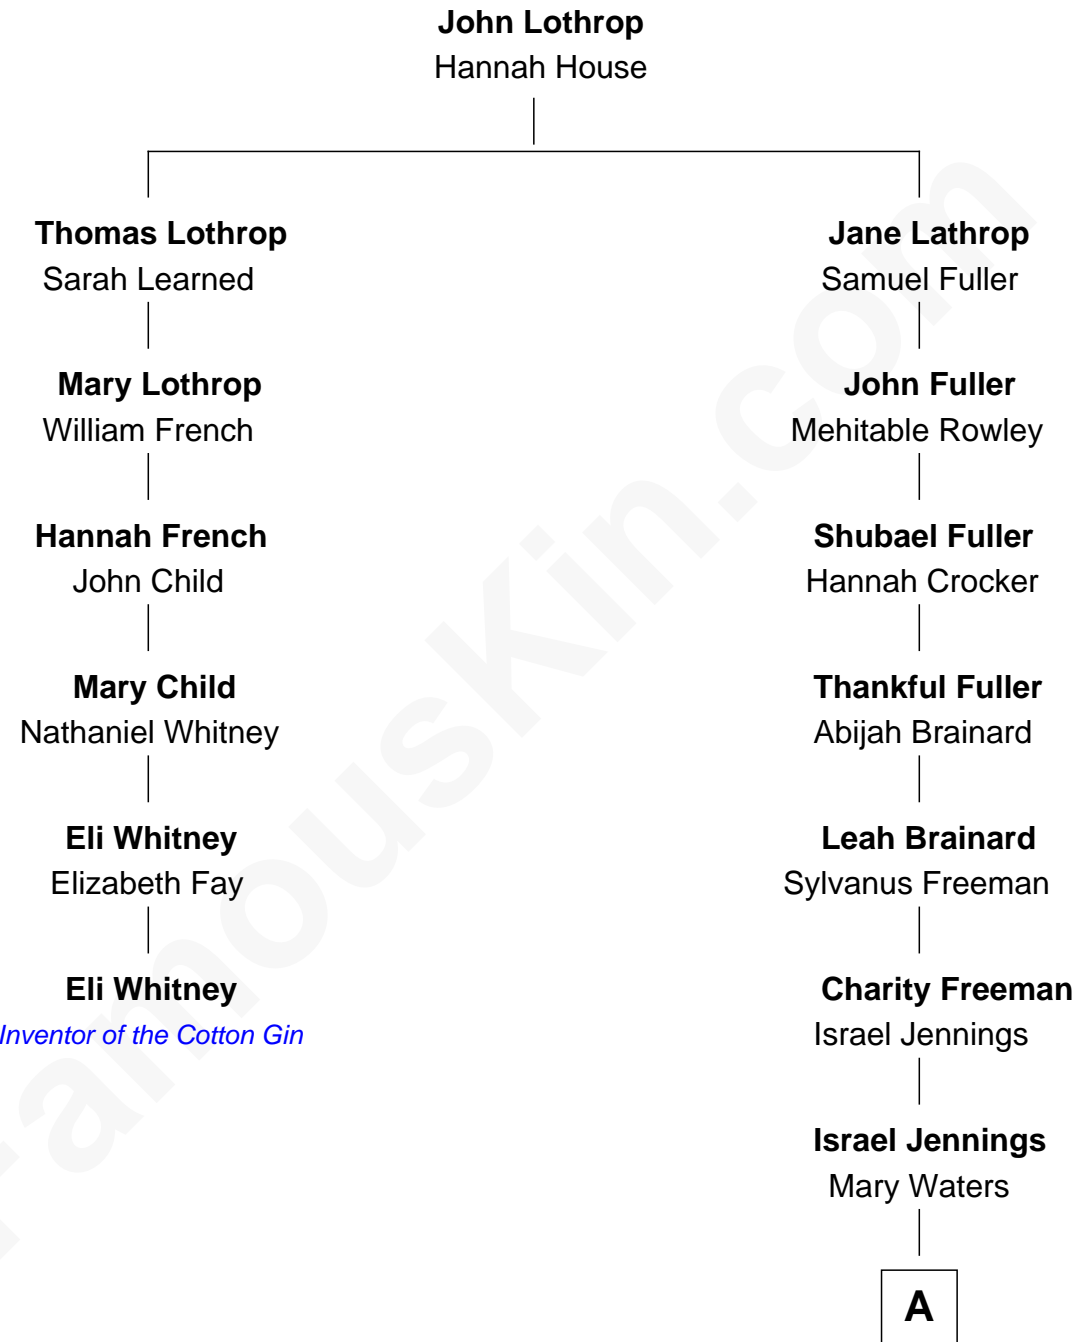 John Lothrop
Hannah House
Thomas Lothrop
Sarah Learned
Mary Lothrop
William French
Hannah French
John Child
Mary Child
Nathaniel Whitney
Eli Whitney
Elizabeth Fay
Eli Whitney
Inventor of the Cotton Gin
Jane Lathrop
Samuel Fuller
John Fuller
Mehitable Rowley
Shubael Fuller
Hannah Crocker
Thankful Fuller
Abijah Brainard
Leah Brainard
Sylvanus Freeman
Charity Freeman
Israel Jennings
Israel Jennings
Mary Waters
A
FamousKin.com